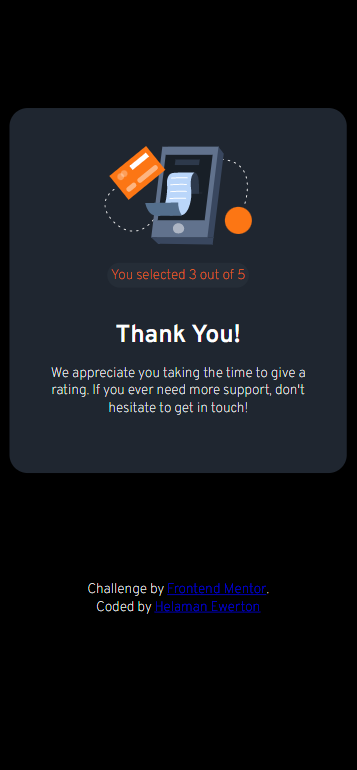 You selected 3 out of 5
Thank You!
We appreciate you taking the time to give a
rating. If you ever need more support, don't
hesitate to get in touch!
Challenge by Frontend Mentor.
Coded by Helaman Ewerton